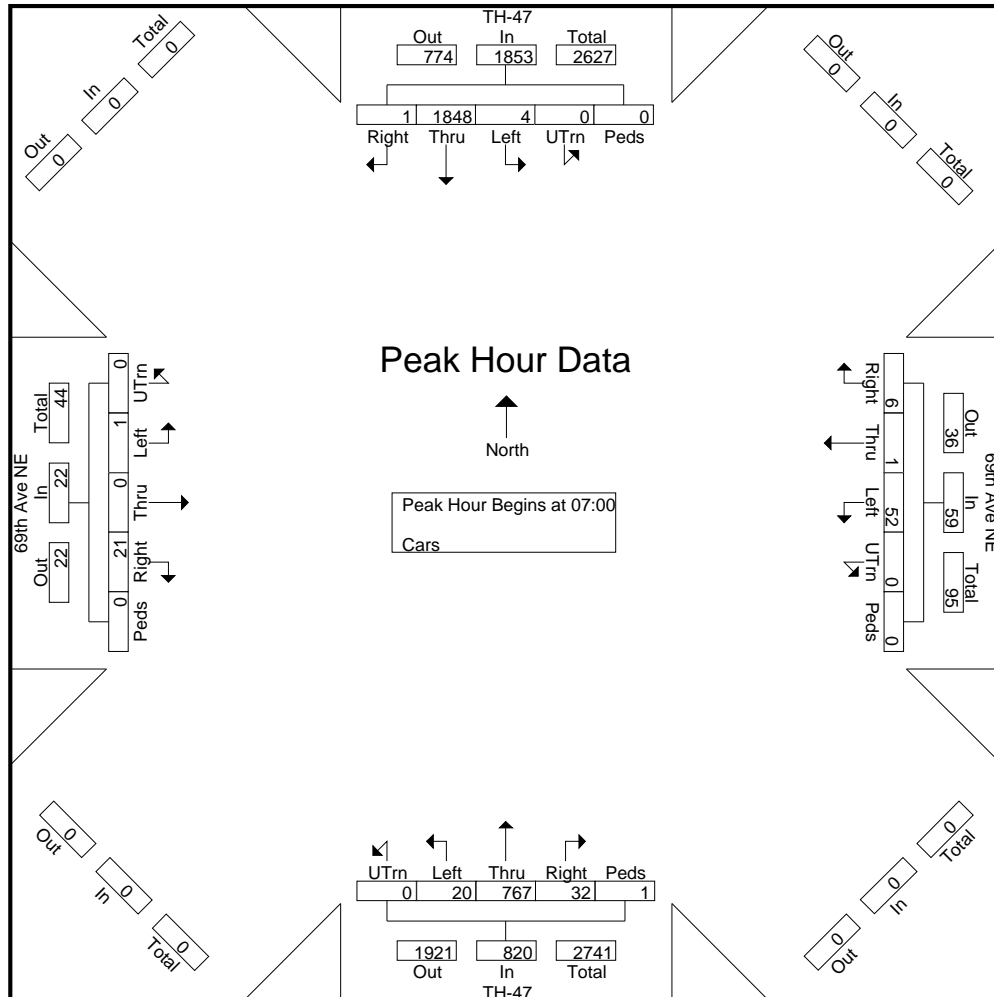 TH-47
Out In Total
774 1853 2627
1 1848 4 0 0
Right Thru Left UTrn Peds
Total
0
In
0
Out
0
Out
0
In
0
Total
0
Peak Hour Data
North
Peak Hour Begins at 07:00
Cars
69th Ave NE
Total In Out
44 22 22
0 1 0 21 0
UTrn Left Thru Right Peds
69th Ave NE
Out In Total
36 59 95
6 1 52 0 0
Right Thru Left UTrn Peds
0
Out
0
In
0
Total
0
Total
0
In
0
Out
UTrn Left Thru Right Peds
0 20 767 32 1
1921 820 2741
Out In Total
TH-47